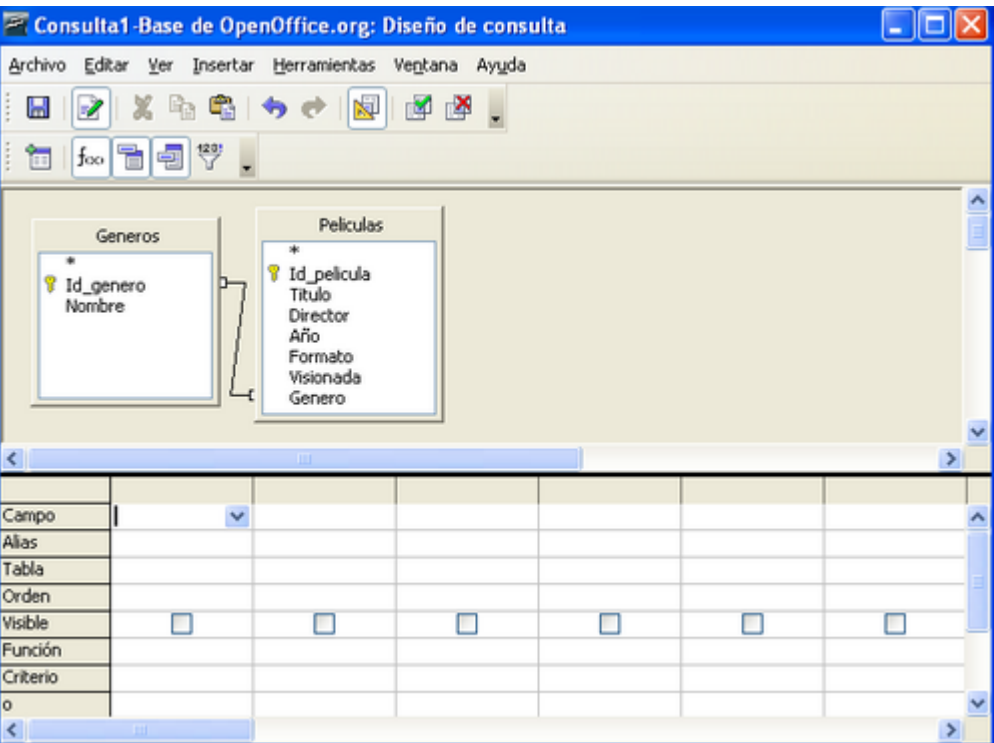 Consulta1-Base de OpenOffice.org: Diseño de consulta
Archivo Editar Ver Insertar Herramientas Ventana Ayuda
Generos
*
Id_genero
Nombre
Peliculas
*
Id_pelicula
Titulo
Director
Año
Formato
Visionada
Genero
Campo
Alias
Tabla
Orden
Visible
Función
Criterio
o